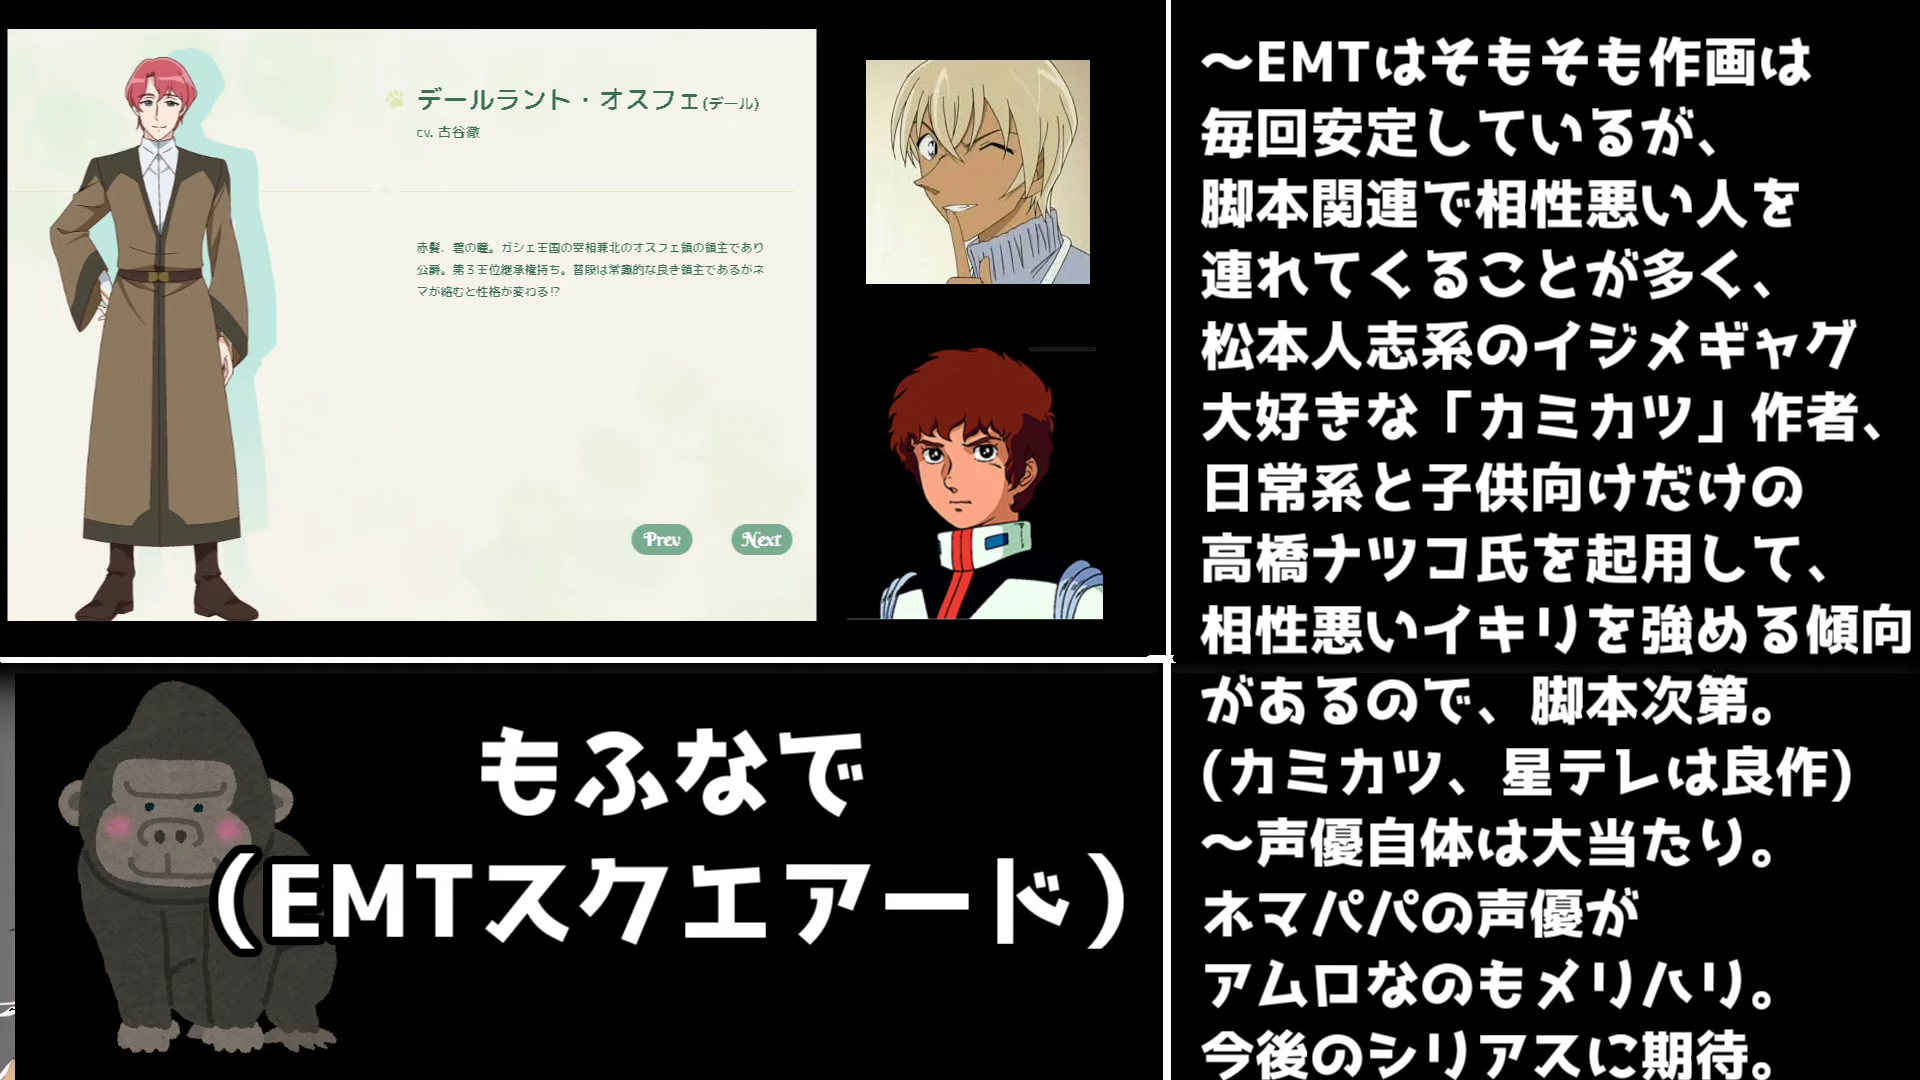 デールラント・オスフェ(デール)
cv. 古谷徹
赤髪、碧の瞳。ガシェ王国の宰相兼北のオスフェ領の領主であり
公爵。第3王位継承権持ち。普段は常識的な良き領主であるがネ
マが絡むと性格が変わる!?
Prev
Next
もふなで
(EMTスクエアード)
〜EMTはそもそも作画は
毎回安定しているが、
脚本関連で相性悪い人を
連れてくることが多く、
松本人志系のイジメギャグ
大好きな「カミカツ」作者、
日常系と子供向けだけの
高橋ナツコ氏を起用して、
相性悪いイキリを強める傾向
があるので、脚本次第。
(カミカツ、星テレは良作)
〜声優自体は大当たり。
ネマパパの声優が
アムロなのもメリハリ。
今後のシリアスに期待。